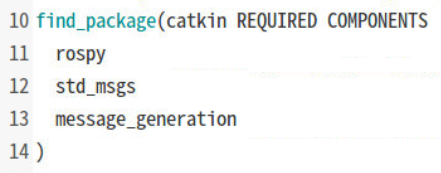 10 find_package(catkin REQUIRED COMPONENTS
11   rospy
12   std_msgs
13   message_generation
14 )